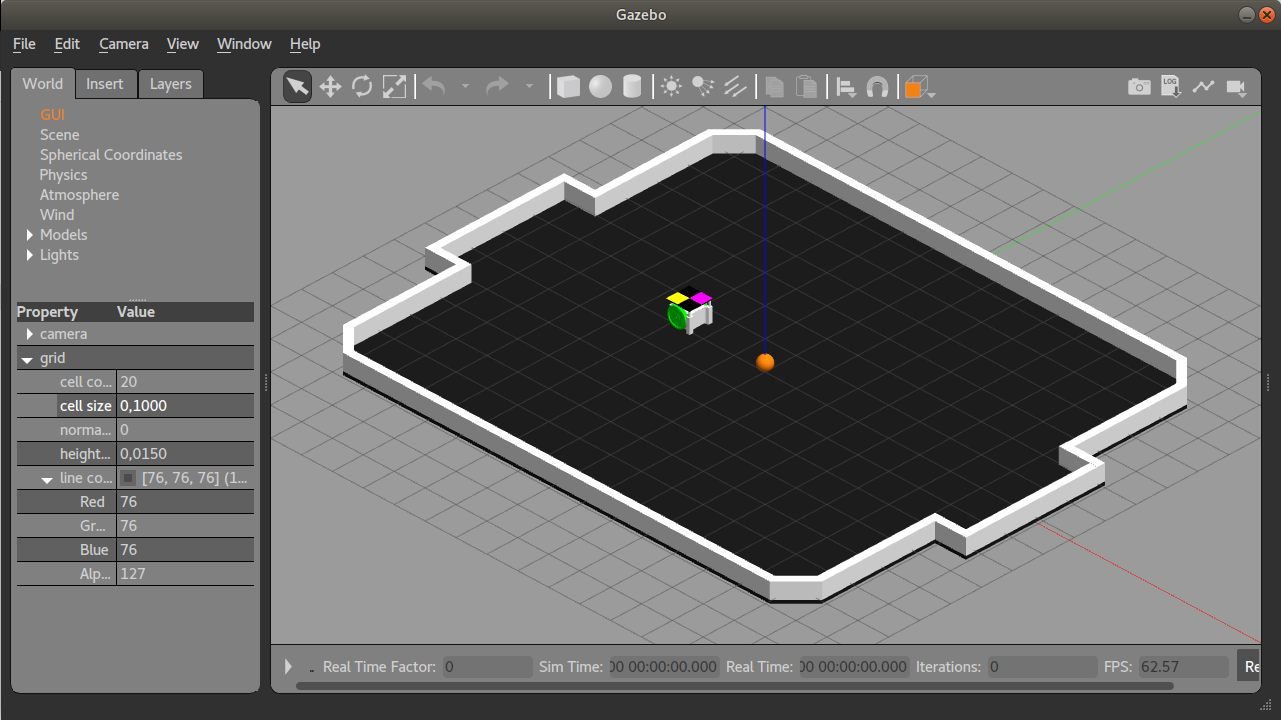 Gazebo
File Edit Camera View Window Help
World Insert Layers
LOG
GUI
Scene
Spherical Coordinates
Physics
Atmosphere
Wind
Models
Lights
Property Value
camera
grid
cell co... 20
cell size 0,1000
norma... 0
height... 0,0150
line co... [76, 76, 76] (1...
Red 76
Gr... 76
Blue 76
Alp... 127
Real Time Factor: 0 Sim Time: 00 00:00:00.000 Real Time: 00 00:00:00.000 Iterations: 0 FPS: 62.57 Re